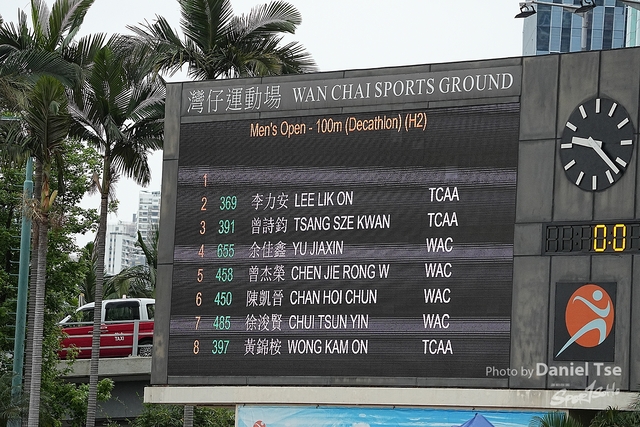 灣仔運動場 WAN CHAI SPORTS GROUND
Men's Open - 100m (Decathlon) (H2)
1
2 369 李力安 LEE LIK ON TCAA
3 391 曾詩鈞 TSANG SZE KWAN TCAA
4 655 余佳鑫 YU JIAXIN WAC
5 458 曾杰榮 CHEN JIE RONG W WAC
6 450 陳凱晉 CHAN HOI CHUN WAC
7 485 徐浚賢 CHUI TSUN YIN WAC
8 397 黃錦桉 WONG KAM ON TCAA
0.0
TAXI
Photo by Daniel Tse